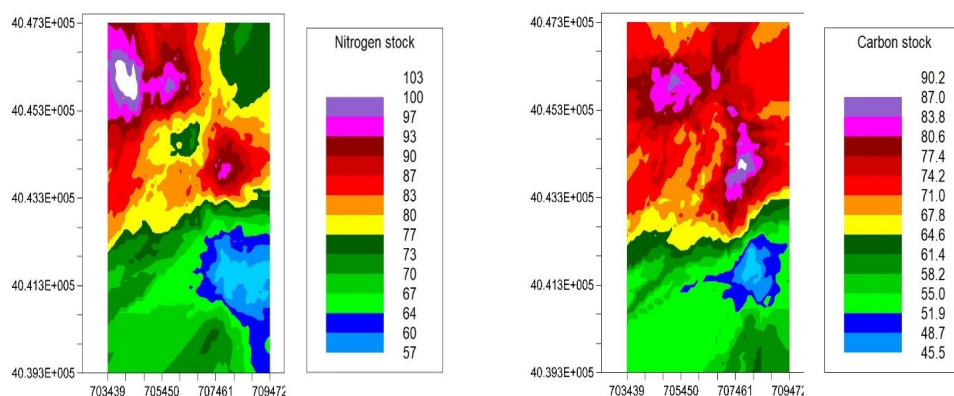 40.473E+005
40.453E+005
40.433E+005
40.413E+005
40.393E+005
703439 705450 707461 709472
Nitrogen stock
103
100
97
93
90
87
83
80
77
73
70
67
64
60
57
40.473E+005
40.453E+005
40.433E+005
40.413E+005
40.393E+005
703439 705450 707461 709472
Carbon stock
90.2
87.0
83.8
80.6
77.4
74.2
71.0
67.8
64.6
61.4
58.2
55.0
51.9
48.7
45.5